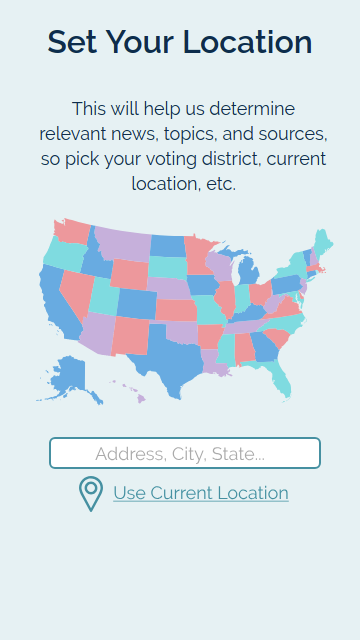 Set Your Location
This will help us determine
relevant news, topics, and sources,
so pick your voting district, current
location, etc.
Address, City, State...
Use Current Location